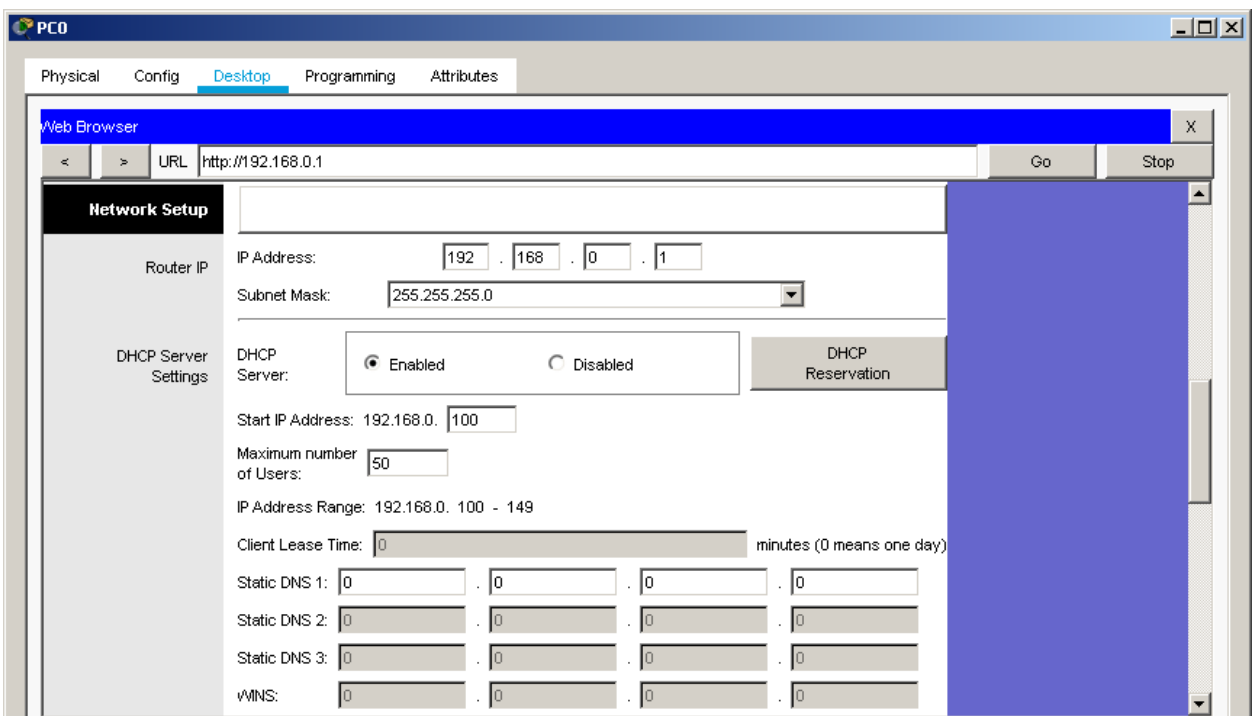 PC0
Physical Config Desktop Programming Attributes
Web Browser X
< > URL http://192.168.0.1 Go Stop
Network Setup
Router IP
IP Address: 192 . 168 . 0 . 1
Subnet Mask: 255.255.255.0
DHCP Server
Settings
DHCP
Server:
Enabled Disabled
DHCP
Reservation
Start IP Address: 192.168.0. 100
Maximum number
of Users:
50
IP Address Range: 192.168.0. 100 - 149
Client Lease Time: 0 minutes (0 means one day)
Static DNS 1: 0 . 0 . 0 . 0
Static DNS 2: 0 . 0 . 0 . 0
Static DNS 3: 0 . 0 . 0 . 0
WINS: 0 . 0 . 0 . 0